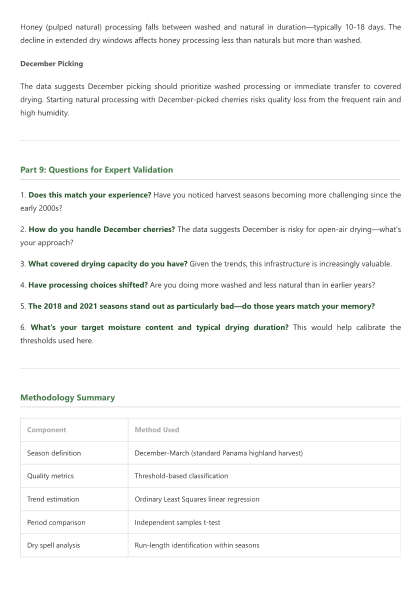 Honey (pulped natural) processing falls between washed and natural in duration—typically 10-18 days. The
decline in extended dry windows affects honey processing less than naturals but more than washed.
December Picking
The data suggests December picking should prioritize washed processing or immediate transfer to covered
drying. Starting natural processing with December-picked cherries risks quality loss from the frequent rain and
high humidity.
Part 9: Questions for Expert Validation
1. Does this match your experience? Have you noticed harvest seasons becoming more challenging since the
early 2000s?
2. How do you handle December cherries? The data suggests December is risky for open-air drying—what's
your approach?
3. What covered drying capacity do you have? Given the trends, this infrastructure is increasingly valuable.
4. Have processing choices shifted? Are you doing more washed and less natural than in earlier years?
5. The 2018 and 2021 seasons stand out as particularly bad—do those years match your memory?
6. What's your target moisture content and typical drying duration? This would help calibrate the
thresholds used here.
Methodology Summary
Component Method Used
Season definition December-March (standard Panama highland harvest)
Quality metrics Threshold-based classification
Trend estimation Ordinary Least Squares linear regression
Period comparison Independent samples t-test
Dry spell analysis Run-length identification within seasons